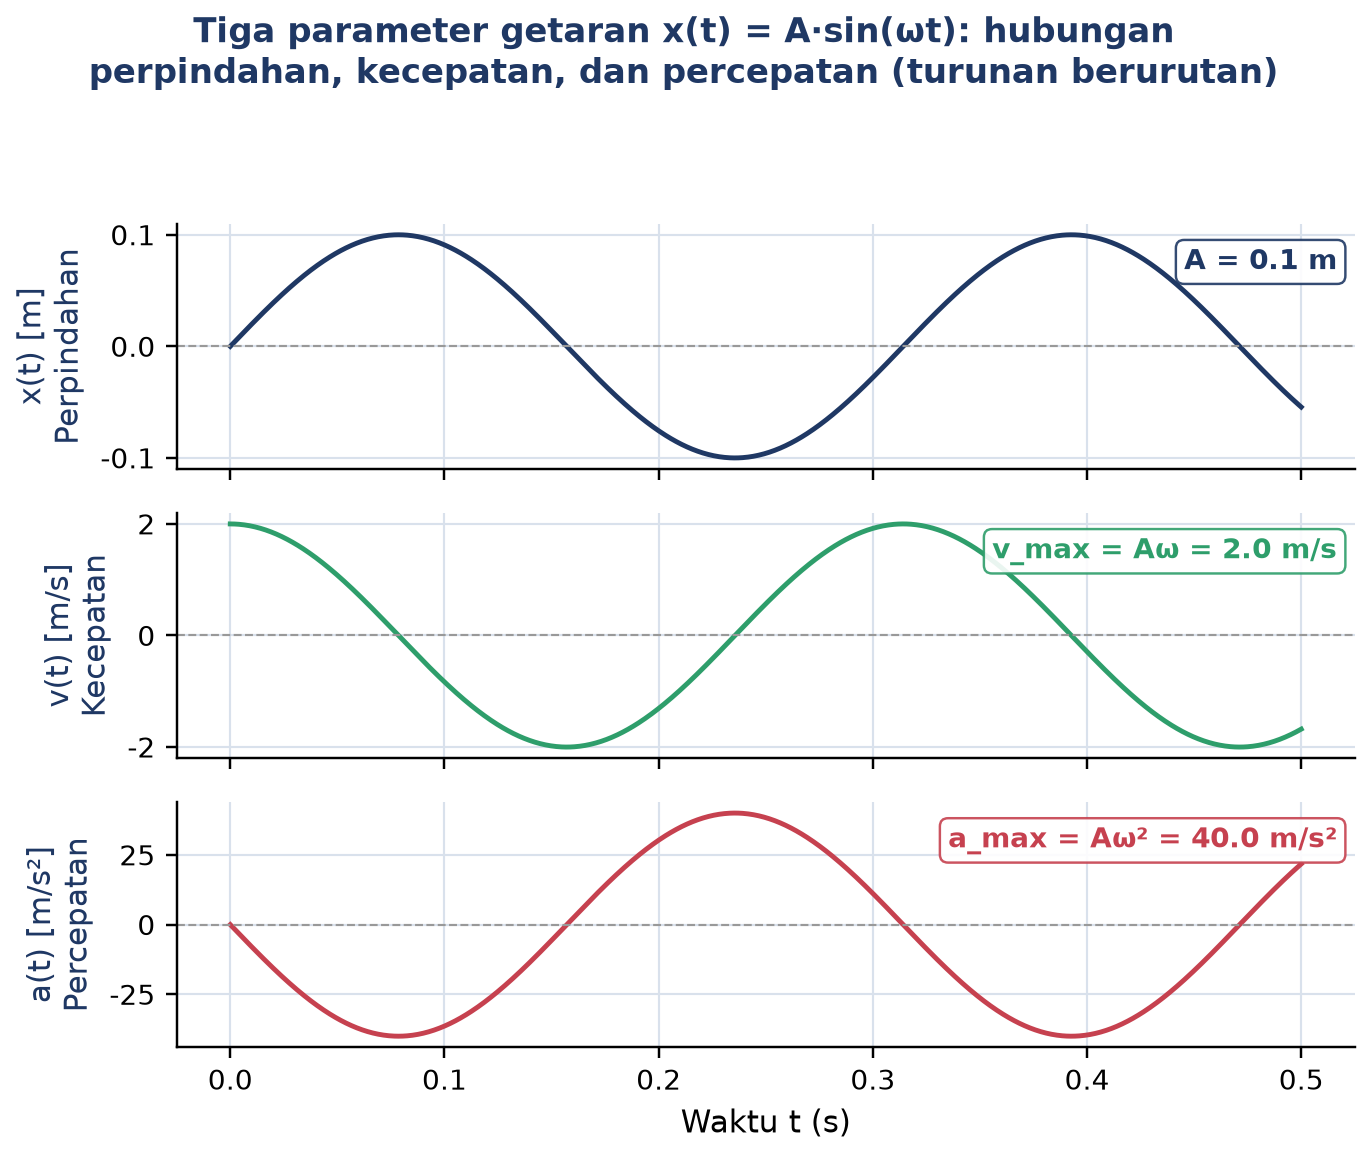 Tiga parameter getaran x(t) = A·sin(ωt): hubungan
perpindahan, kecepatan, dan percepatan (turunan berurutan)
x(t) [m]
Perpindahan
0.1
0.0
-0.1
A = 0.1 m
v(t) [m/s]
Kecepatan
2
0
-2
v_max = Aω = 2.0 m/s
a(t) [m/s²]
Percepatan
25
0
-25
a_max = Aω² = 40.0 m/s²
0.0 0.1 0.2 0.3 0.4 0.5
Waktu t (s)